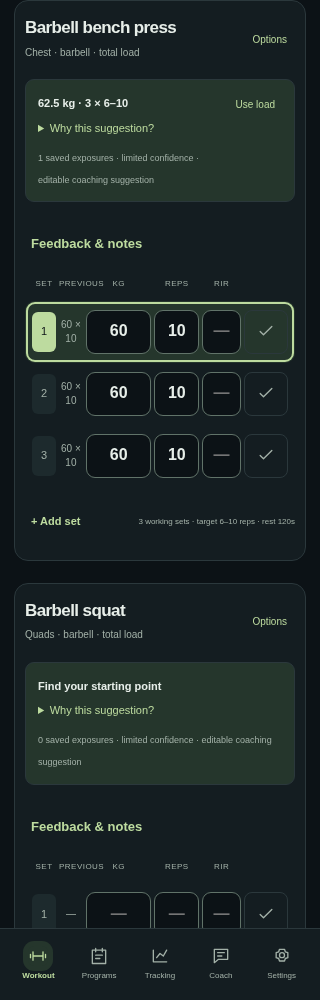 Barbell bench press
Options
Chest · barbell · total load
62.5 kg · 3 × 6–10
Use load
▶ Why this suggestion?
1 saved exposures · limited confidence ·
editable coaching suggestion
Feedback & notes
SET PREVIOUS KG REPS RIR
1 60 × 10 60 10 —
2 60 × 10 60 10 —
3 60 × 10 60 10 —
+ Add set
3 working sets · target 6–10 reps · rest 120s
Barbell squat
Options
Quads · barbell · total load
Find your starting point
▶ Why this suggestion?
0 saved exposures · limited confidence · editable coaching
suggestion
Feedback & notes
SET PREVIOUS KG REPS RIR
1 — — — —
Workout Programs Tracking Coach Settings